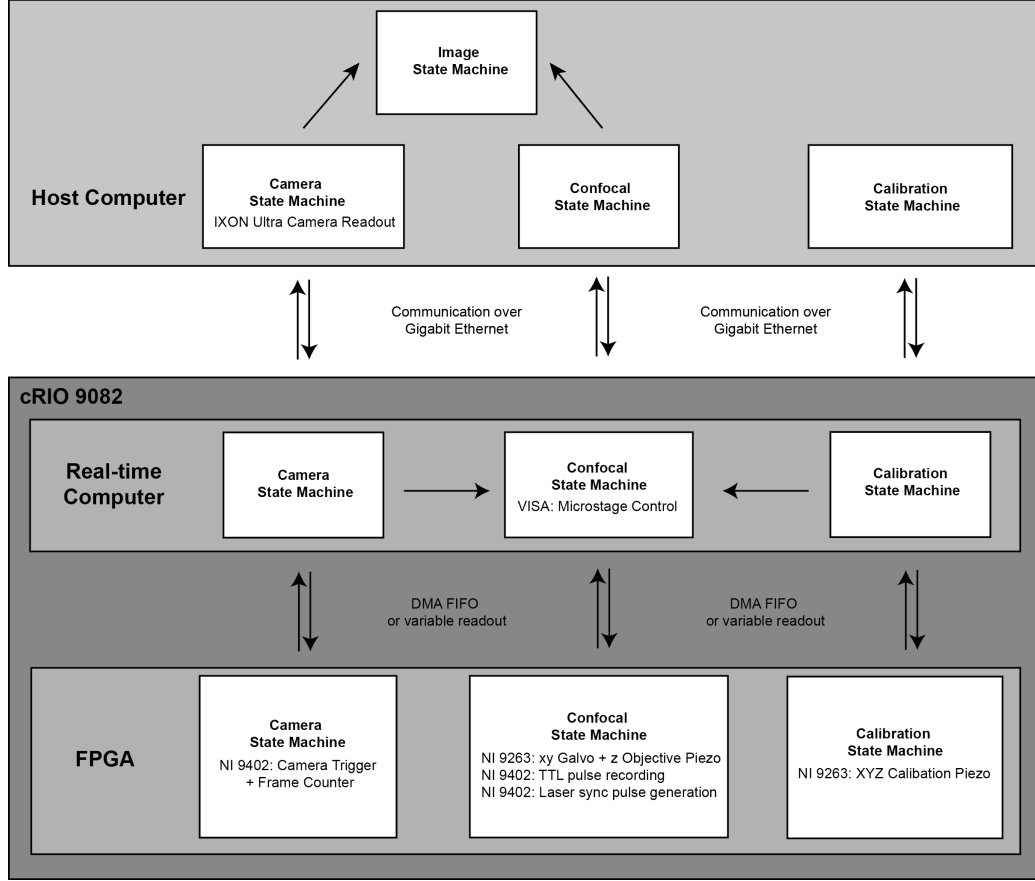 Image
State Machine
Camera
State Machine
IXON Ultra Camera Readout
Confocal
State Machine
Calibration
State Machine
Host Computer
Communication over
Gigabit Ethernet
Communication over
Gigabit Ethernet
cRIO 9082
Real-time
Computer
Camera
State Machine
Confocal
State Machine
VISA: Microstage Control
Calibration
State Machine
DMA FIFO
or variable readout
DMA FIFO
or variable readout
FPGA
Camera
State Machine
NI 9402: Camera Trigger
+ Frame Counter
Confocal
State Machine
NI 9263: xy Galvo + z Objective Piezo
NI 9402: TTL pulse recording
NI 9402: Laser sync pulse generation
Calibration
State Machine
NI 9263: XYZ Calibation Piezo